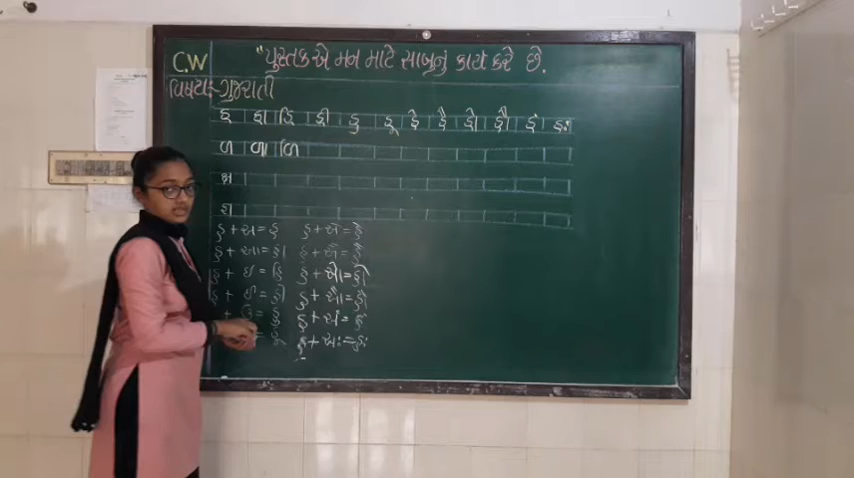 C.W
"પુસ્તક એ મન માટે સાબુનું કાર્ય કરે છે.
વિષય:- ગુજરાતી
હ હા હિ હી હુ હૂ હે હૈ હો હૌ હં હ:
ળ ળા ળિ
ક્ષ
જ્ઞ
હ્ + અ = હ હ્ + એ = હે
હ્ + આ = હા હ્ + ઐ = હૈ
હ્ + ઇ = હિ હ્ + ઓ = હો
હ્ + ઈ = હી હ્ + ઔ = હૌ
+ ઉ = હુ હ્ + અં = હં
= હૂ હ્ + અ: = હ: